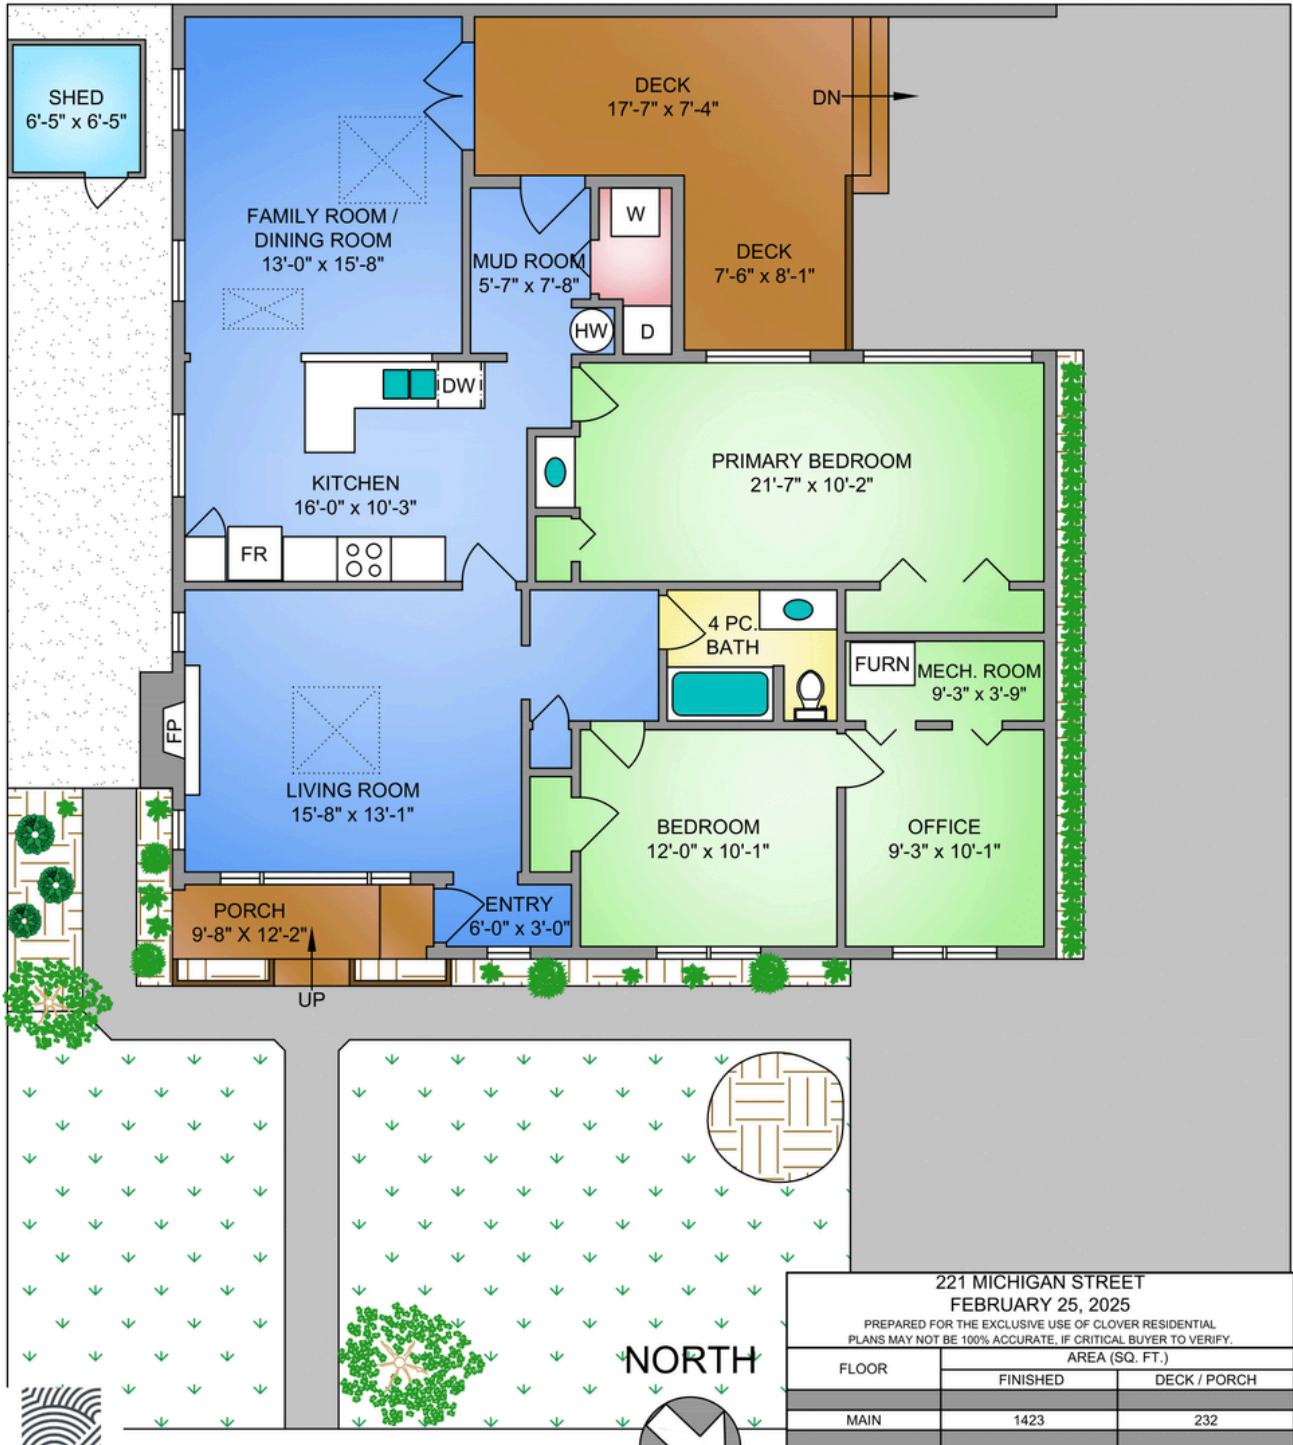 SHED
6'-5" x 6'-5"
DECK
17'-7" x 7'-4"
DN
FAMILY ROOM /
DINING ROOM
13'-0" x 15'-8"
W
MUD ROOM
5'-7" x 7'-8"
DECK
7'-6" x 8'-1"
HW
D
DW
PRIMARY BEDROOM
21'-7" x 10'-2"
KITCHEN
16'-0" x 10'-3"
FR
4 PC.
BATH
FURN
MECH. ROOM
9'-3" x 3'-9"
FP
LIVING ROOM
15'-8" x 13'-1"
BEDROOM
12'-0" x 10'-1"
OFFICE
9'-3" x 10'-1"
PORCH
9'-8" X 12'-2"
ENTRY
6'-0" x 3'-0"
UP
NORTH
221 MICHIGAN STREET
FEBRUARY 25, 2025
PREPARED FOR THE EXCLUSIVE USE OF CLOVER RESIDENTIAL
PLANS MAY NOT BE 100% ACCURATE, IF CRITICAL BUYER TO VERIFY.
FLOOR
AREA (SQ. FT.)
FINISHED
DECK / PORCH
MAIN
1423
232